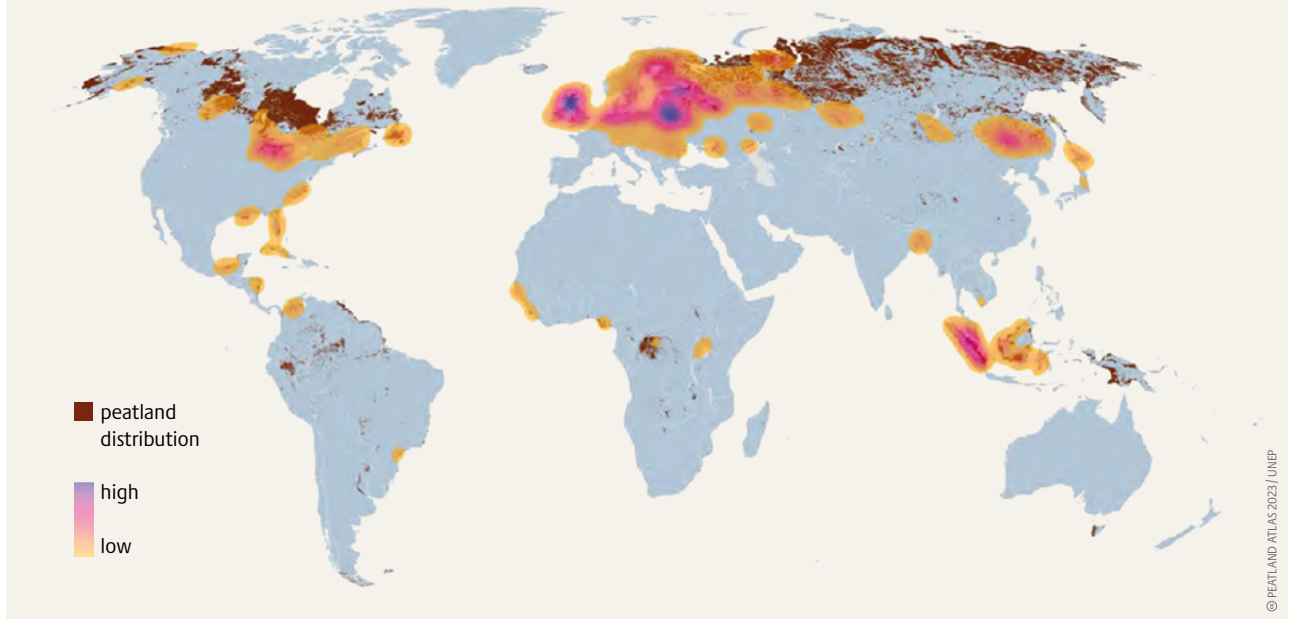 peatland
distribution
high
low
© PEATLAND ATLAS 2023 / UNEP